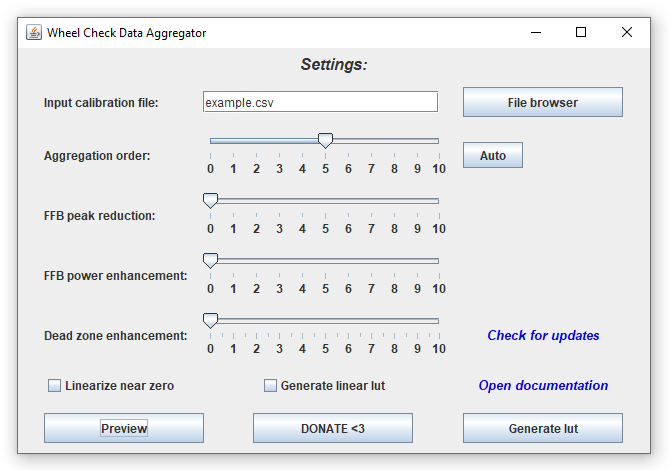 Wheel Check Data Aggregator
Settings:
Input calibration file: example.csv File browser
Aggregation order: Auto
0 1 2 3 4 5 6 7 8 9 10
FFB peak reduction:
0 1 2 3 4 5 6 7 8 9 10
FFB power enhancement:
0 1 2 3 4 5 6 7 8 9 10
Dead zone enhancement: Check for updates
0 1 2 3 4 5 6 7 8 9 10
Linearize near zero Generate linear lut Open documentation
Preview DONATE <3 Generate lut